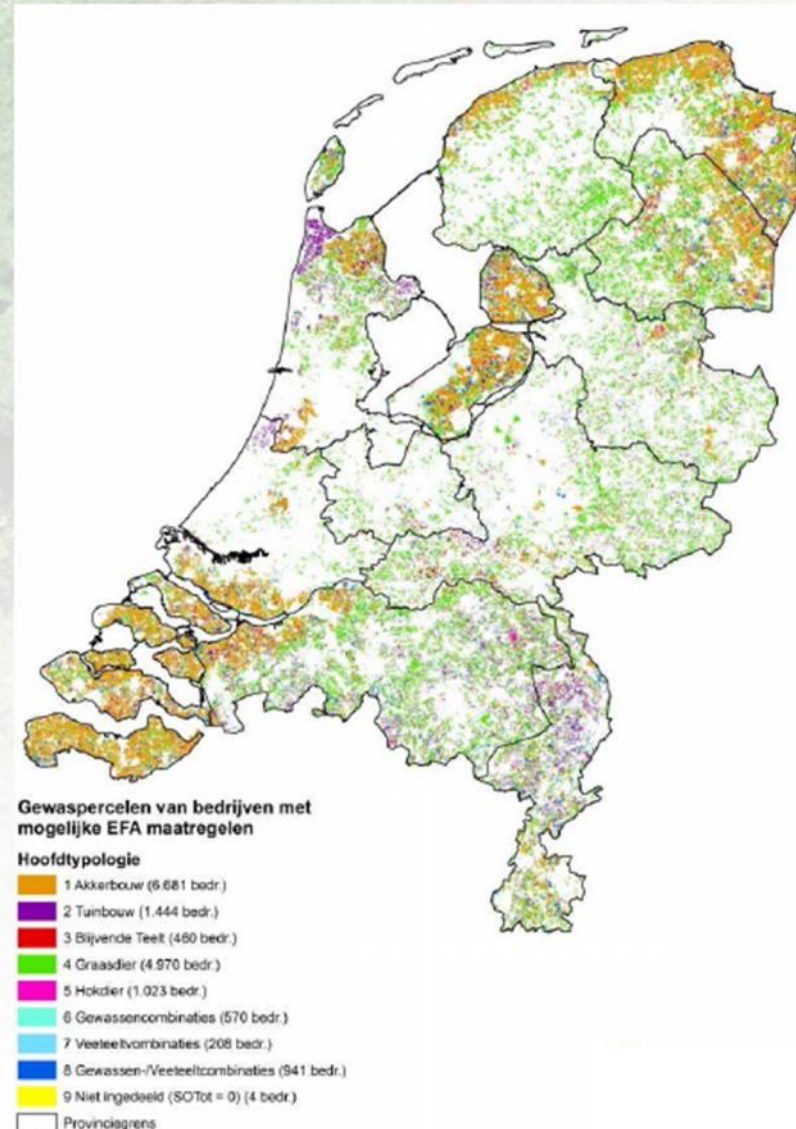 Gewaspercelen van bedrijven met
mogelijke EFA maatregelen
Hoofdtypologie
1 Akkerbouw (6.681 bedr.)
2 Tuinbouw (1.444 bedr.)
3 Blijvende Teelt (460 bedr.)
4 Graasdier (4.970 bedr.)
5 Hokdier (1.023 bedr.)
6 Gewassencombinaties (570 bedr.)
7 Veeteeltvombinaties (208 bedr.)
8 Gewassen-/Veeteeltcombinaties (941 bedr.)
9 Niet ingedeeld (SOTot = 0) (4 bedr.)
Provinciegrens